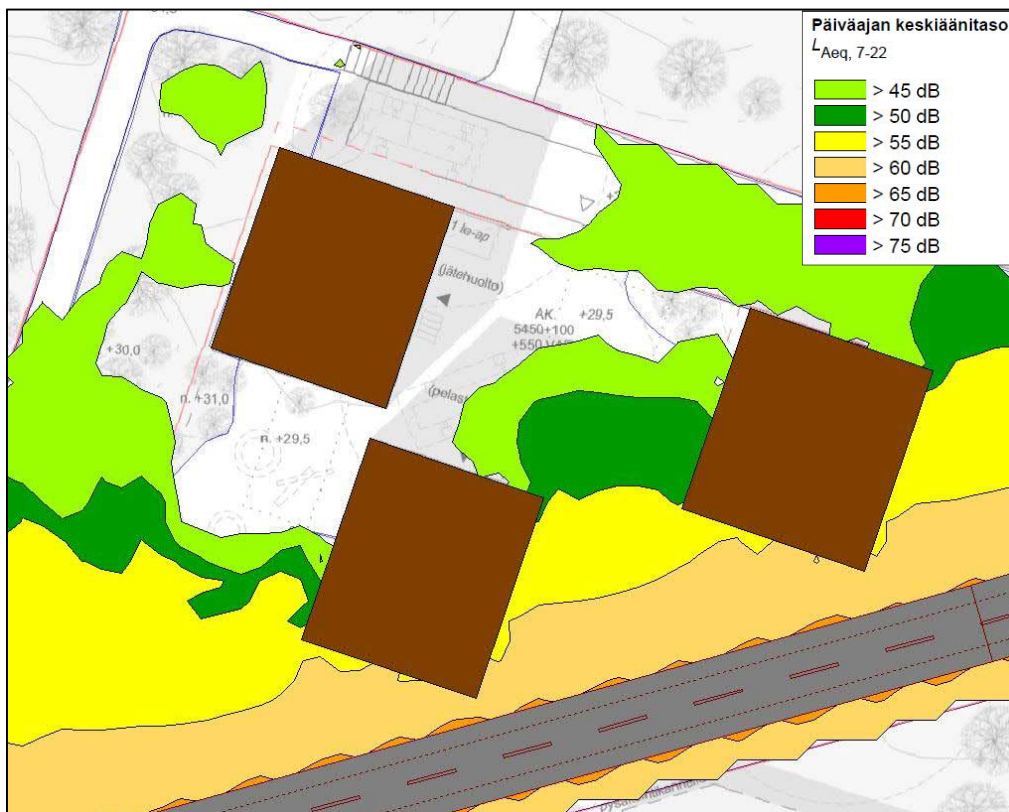 Päiväajan keskiäänitaso
LAeq, 7-22
> 45 dB
> 50 dB
> 55 dB
> 60 dB
> 65 dB
> 70 dB
> 75 dB
1 le-ap
(jätehuolto)
AK. +29,5
5450+100
+30,0
n. +31,0
(pelast
n. +29,5